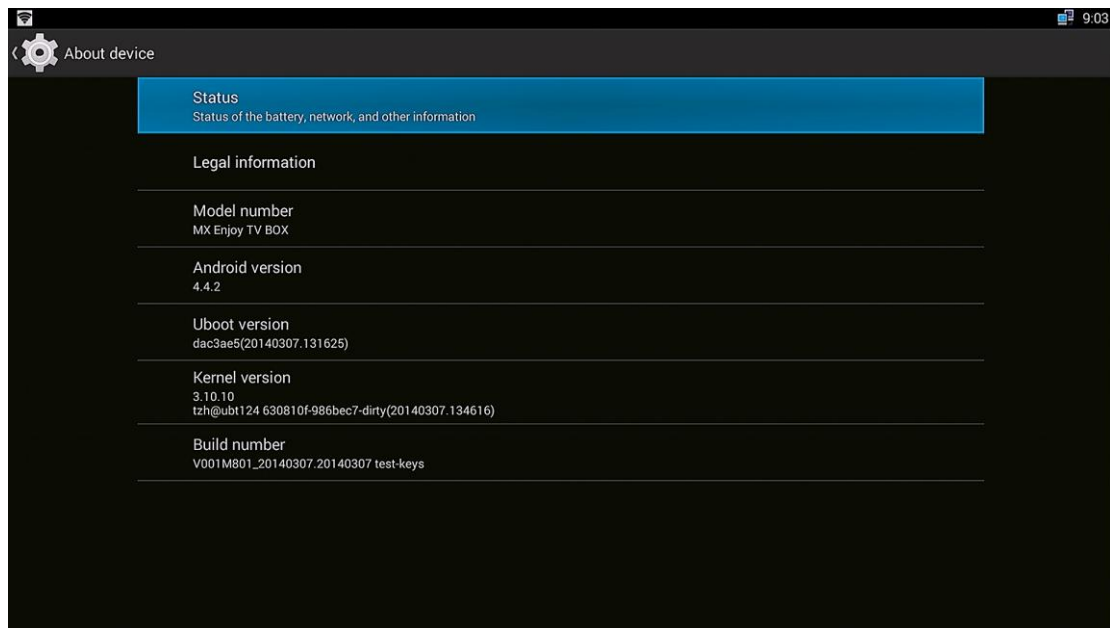 9:03
About device
Status
Status of the battery, network, and other information
Legal information
Model number
MX Enjoy TV BOX
Android version
4.4.2
Uboot version
dac3ae5(20140307.131625)
Kernel version
3.10.10
tzh@ubt124 630810f-986bec7-dirty(20140307.134616)
Build number
V001M801_20140307.20140307 test-keys